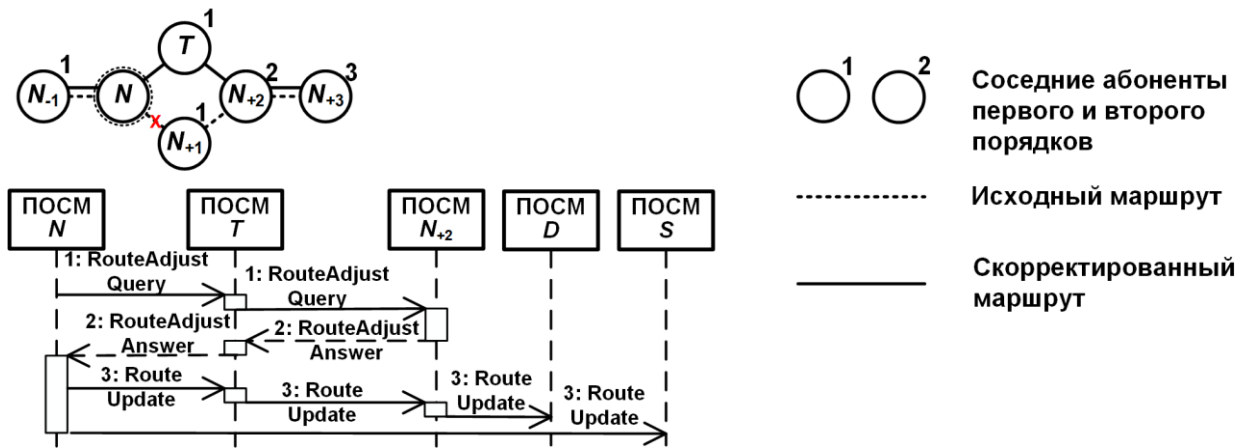 1
T
1
N-1
N
1
N+1
2
N+2
3
N+3
x
ПОСМ
N
ПОСМ
T
ПОСМ
N+2
ПОСМ
D
ПОСМ
S
1: RouteAdjust
Query
1: RouteAdjust
Query
2: RouteAdjust
Answer
2: RouteAdjust
Answer
3: Route
Update
3: Route
Update
3: Route
Update
3: Route
Update
1
2
Соседние абоненты
первого и второго
порядков
Исходный маршрут
Скорректированный
маршрут